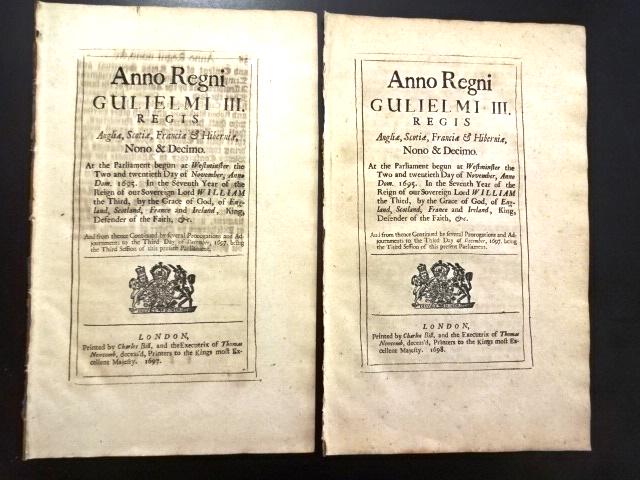 Anno Regni
GULIELMI III.
REGIS
Angliæ, Scotiæ, Franciæ & Hiberniæ,
Nono & Decimo.
At the Parliament begun at Westminster the
Two and twentieth Day of November, Anno
Dom. 1695. In the Seventh Year of the
Reign of our Sovereign Lord WILLIAM
the Third, by the Grace of God, of Eng-
land, Scotland, France and Ireland, King,
Defender of the Faith, &c.
And from thence Continued by several Prorogations and Ad-
journments to the Third Day of December, 1697. being
the Third Session of this present Parliament.
LONDON,
Printed by Charles Bill, and the Executrix of Thomas
Newcomb, deceas'd, Printers to the Kings most Ex-
cellent Majesty. 1697.
Anno Regni
GULIELMI III.
REGIS
Angliæ, Scotiæ, Franciæ & Hiberniæ,
Nono & Decimo.
At the Parliament begun at Westminster the
Two and twentieth Day of November, Anno
Dom. 1695. In the Seventh Year of the
Reign of our Sovereign Lord WILLIAM
the Third, by the Grace of God, of Eng-
land, Scotland, France and Ireland, King,
Defender of the Faith, &c.
And from thence Continued by several Prorogations and Ad-
journments to the Third Day of December, 1697. being
the Third Session of this present Parliament.
LONDON,
Printed by Charles Bill, and the Executrix of Thomas
Newcomb, deceas'd, Printers to the Kings most Ex-
cellent Majesty. 1698.